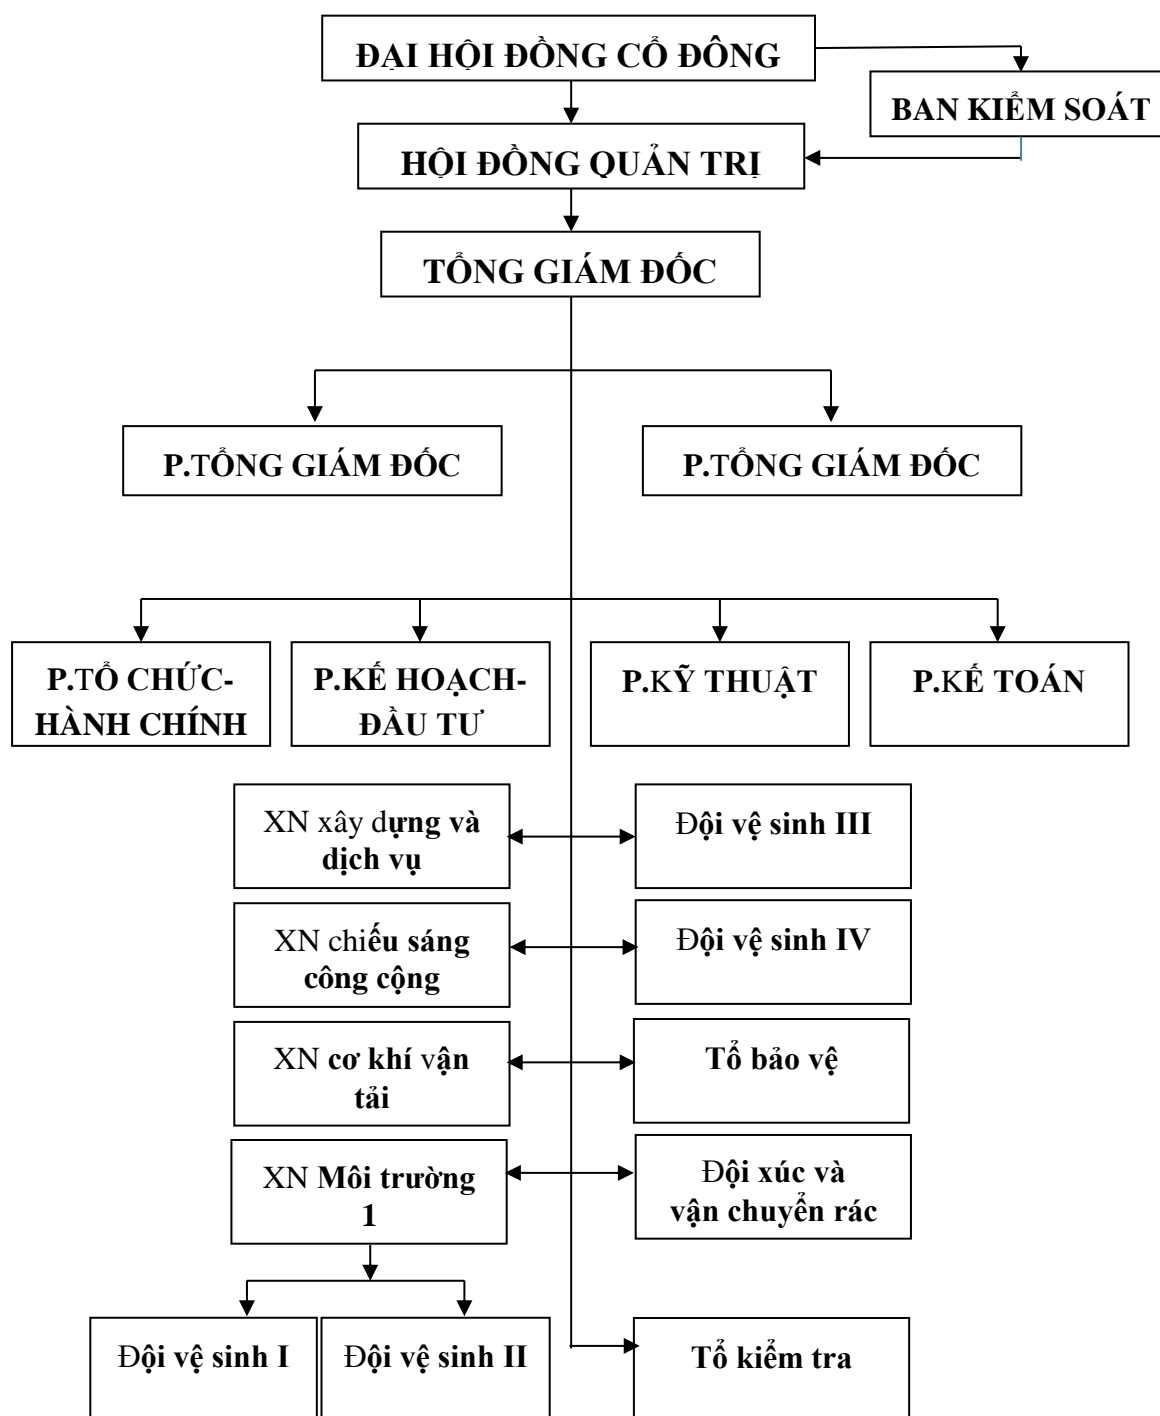 ĐẠI HỘI ĐỒNG CỔ ĐÔNG
BAN KIỂM SOÁT
HỘI ĐỒNG QUẢN TRỊ
TỔNG GIÁM ĐỐC
P.TỔNG GIÁM ĐỐC
P.TỔNG GIÁM ĐỐC
P.TỔ CHỨC-
HÀNH CHÍNH
P.KẾ HOẠCH-
ĐẦU TƯ
P.KỸ THUẬT
P.KẾ TOÁN
XN xây dựng và
dịch vụ
Đội vệ sinh III
XN chiếu sáng
công cộng
Đội vệ sinh IV
XN cơ khí vận
tải
Tổ bảo vệ
XN Môi trường
1
Đội xúc và
vận chuyển rác
Đội vệ sinh I
Đội vệ sinh II
Tổ kiểm tra